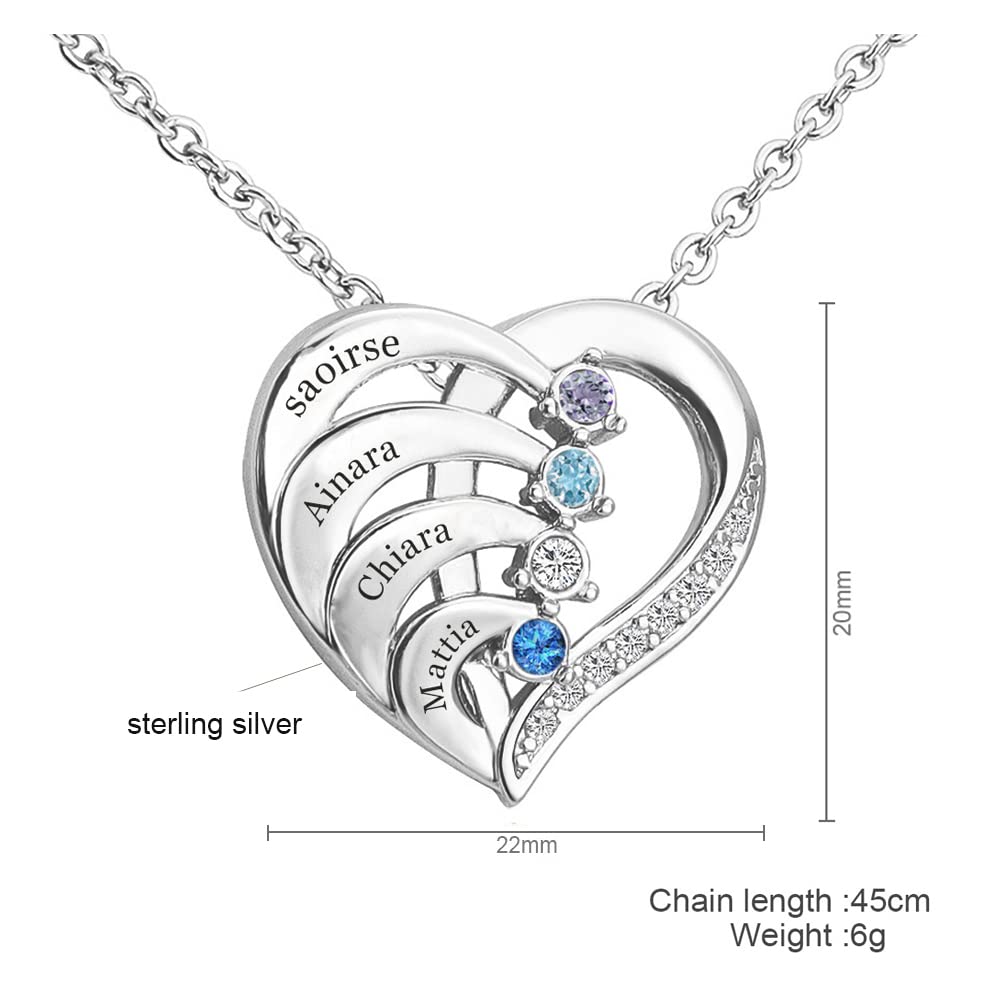 saoirse
Ainara
Chiara
Mattia
sterling silver
20mm
22mm
Chain length :45cm
Weight :6g